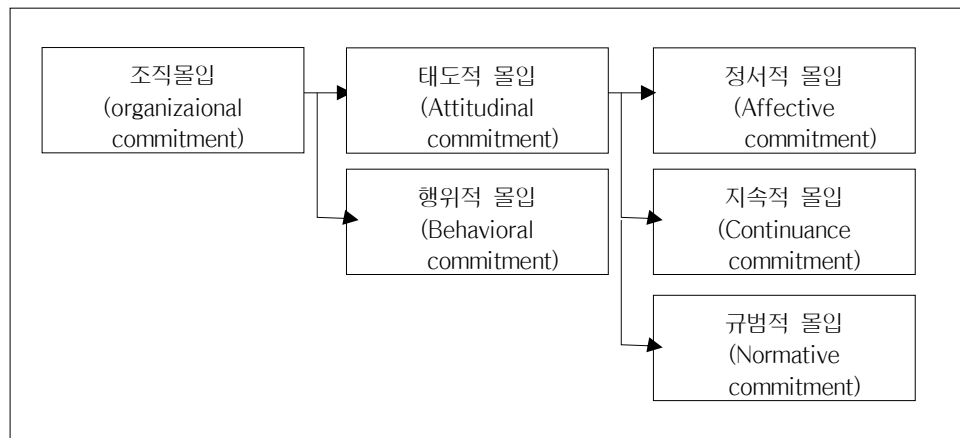 조직몰입
(organizaional
commitment)
태도적 몰입
(Attitudinal
commitment)
정서적 몰입
(Affective
commitment)
행위적 몰입
(Behavioral
commitment)
지속적 몰입
(Continuance
commitment)
규범적 몰입
(Normative
commitment)